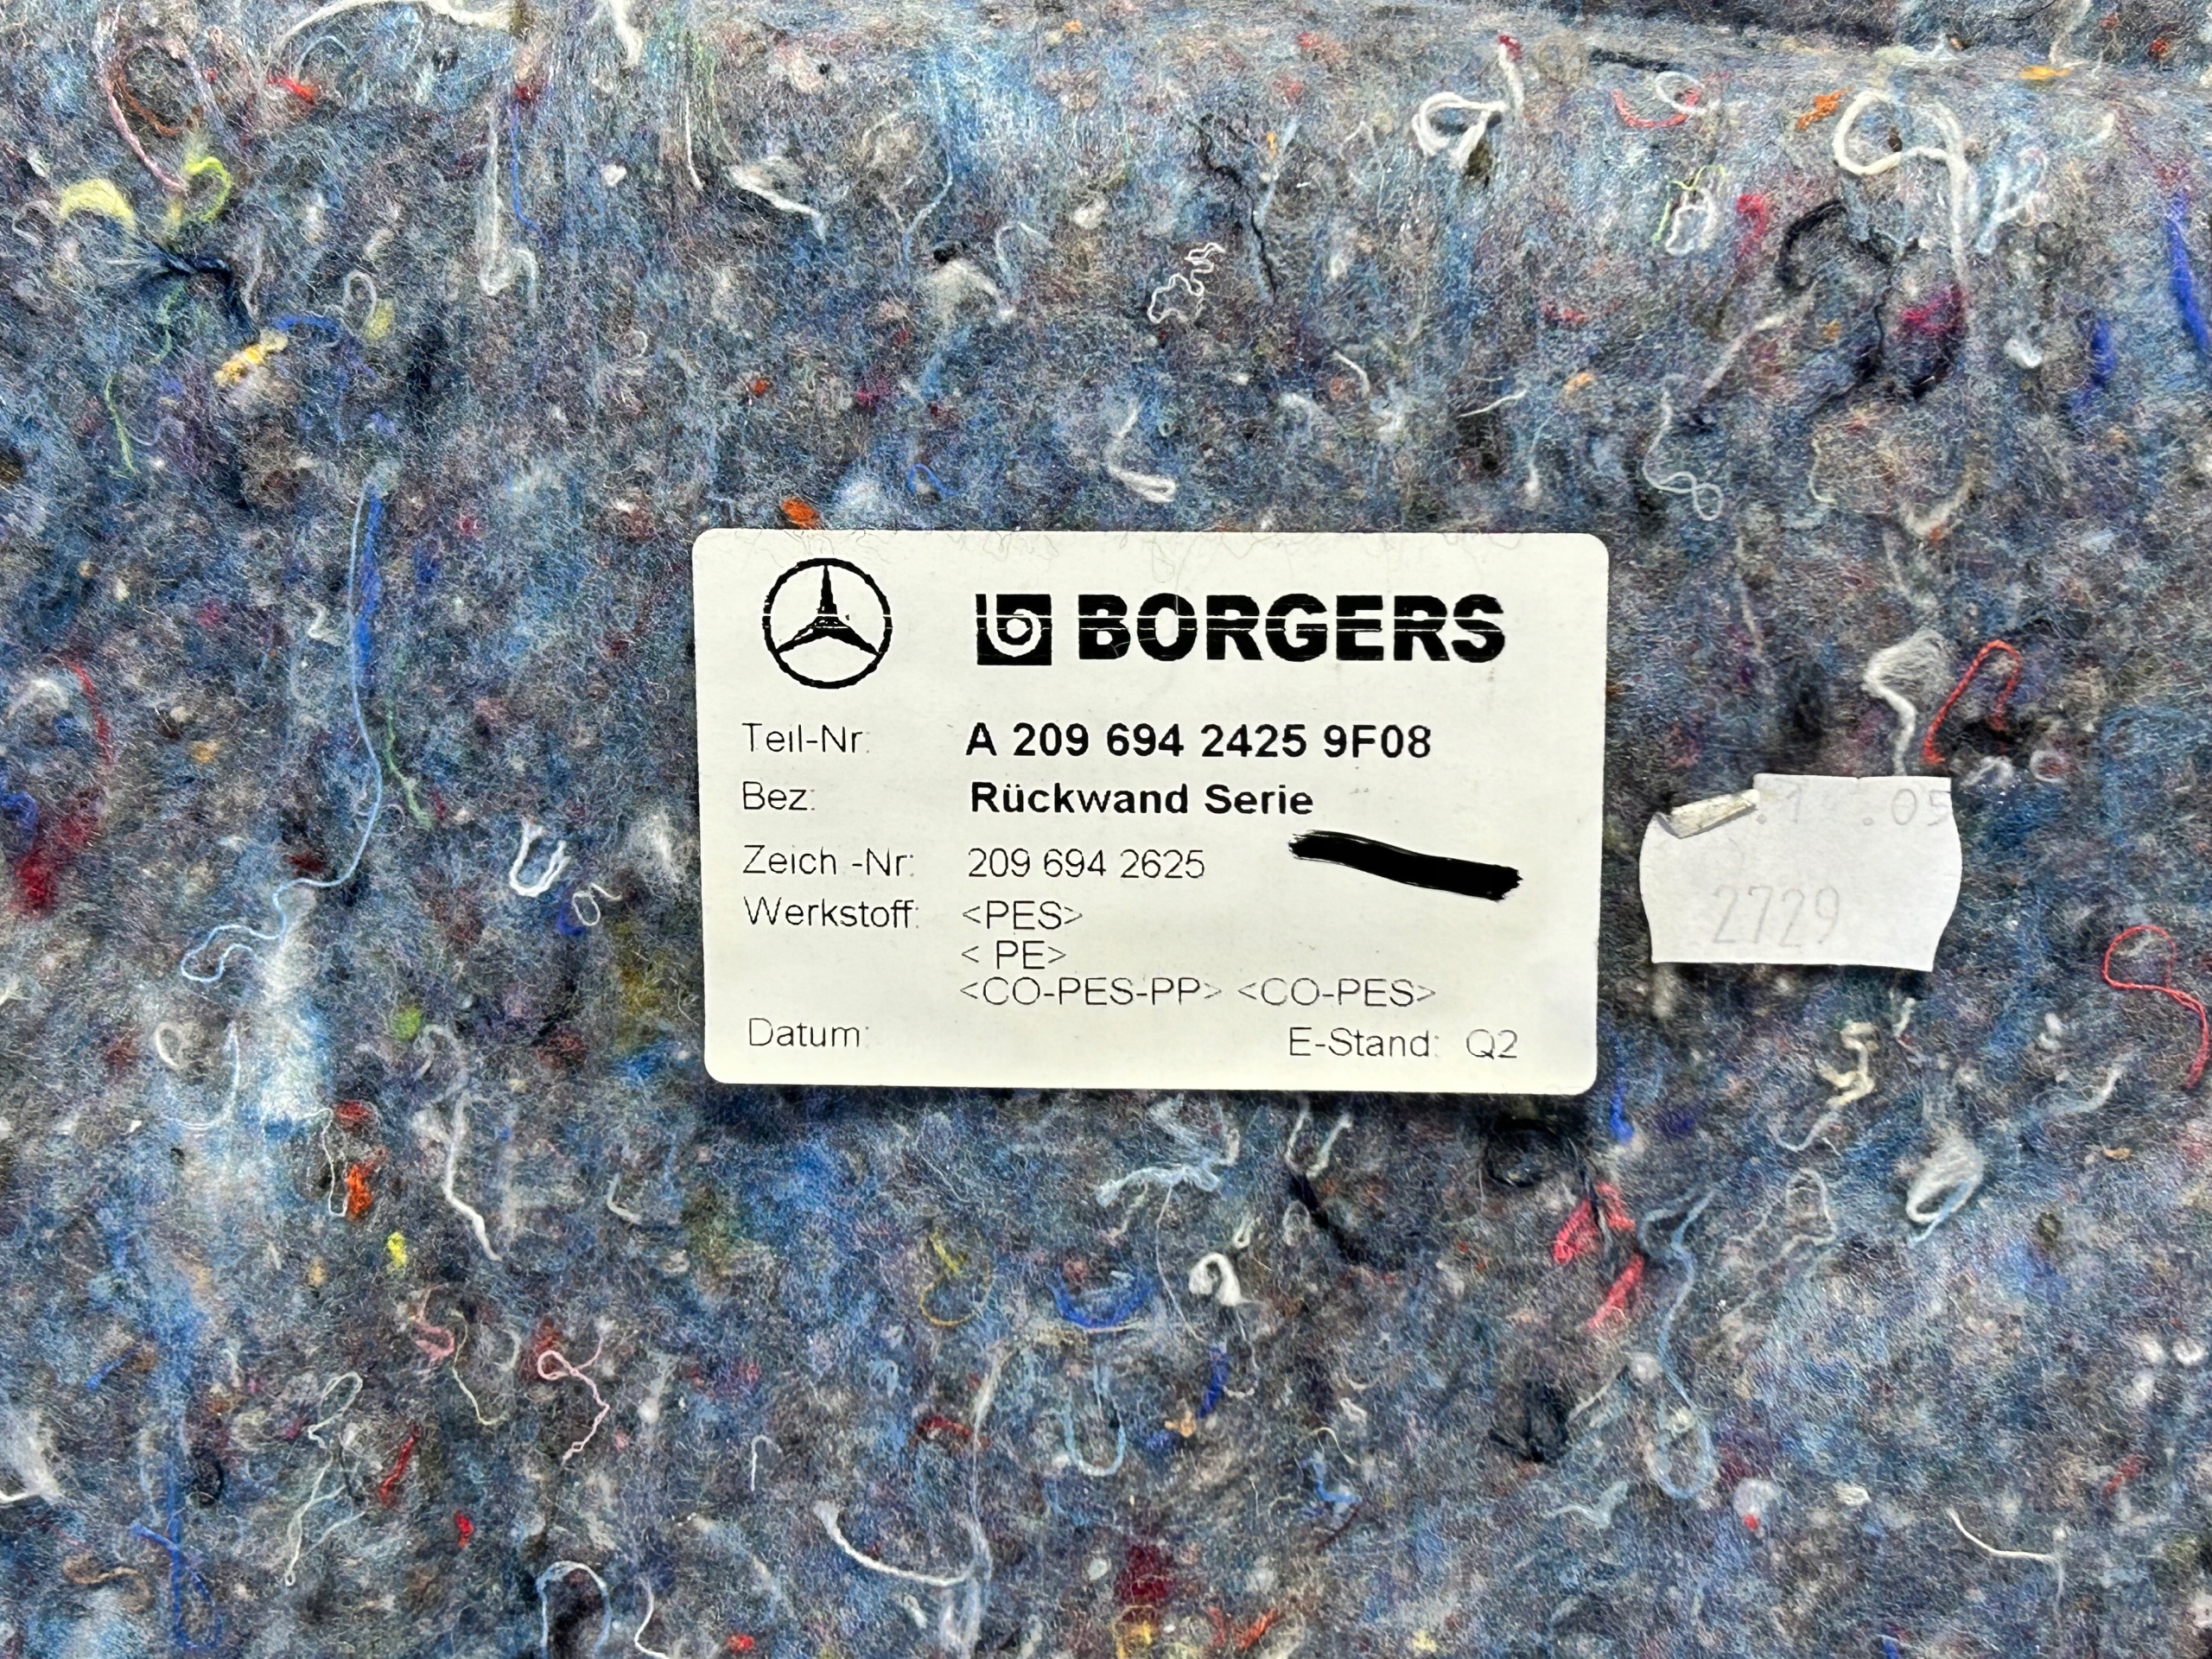 BORGERS
Teil-Nr: A 209 694 2425 9F08
Bez: Rückwand Serie
Zeich -Nr: 209 694 2625
Werkstoff: <PES>
< PE>
<CO-PES-PP> <CO-PES>
Datum: E-Stand: Q2
.05
2729